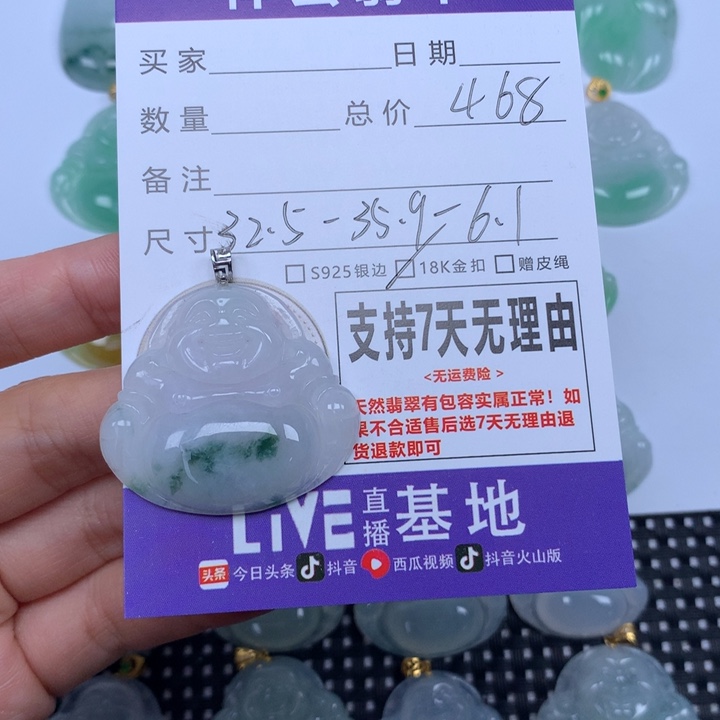 买家 日期
数量 总价 468
备注
尺寸 32.5-35.9-6.1
S925银边 18K金扣 赠皮绳
支持7天无理由
<无运费险>
天然翡翠有包容实属正常！如
果不合适售后选7天无理由退
货退款即可
LIVE 直播 基地
头条 今日头条 抖音 西瓜视频 抖音火山版